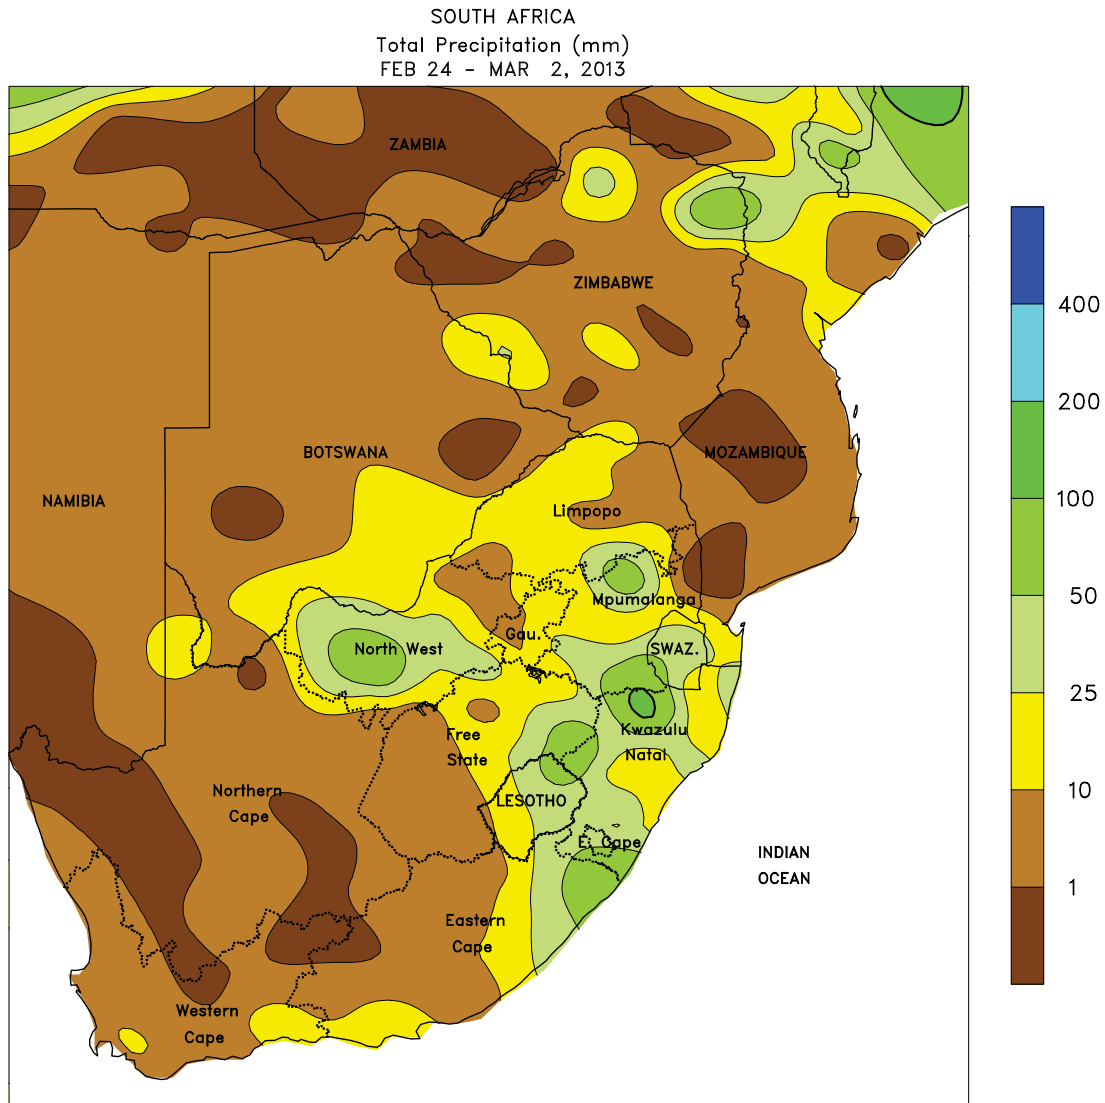 SOUTH AFRICA
Total Precipitation (mm)
FEB 24 - MAR 2, 2013
ZAMBIA
ZIMBABWE
400
200
BOTSWANA
MOZAMBIQUE
NAMIBIA
100
Limpopo
Mpumalanga
50
Gau.
North West
SWAZ.
25
Kwazulu
Natal
Free
State
Northern
Cape
LESOTHO
10
E. Cape
INDIAN
OCEAN
1
Eastern
Cape
Western
Cape